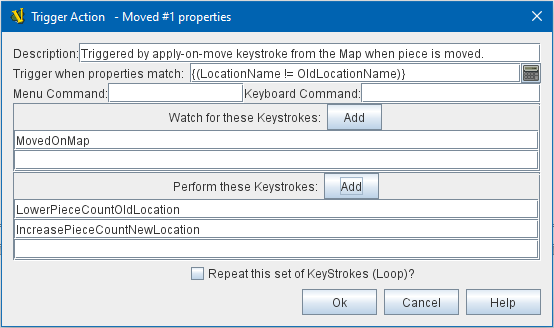 Trigger Action - Moved #1 properties
Description: Triggered by apply-on-move keystroke from the Map when piece is moved.
Trigger when properties match: {(LocationName != OldLocationName)}
Menu Command: Keyboard Command:
Watch for these Keystrokes: Add
MovedOnMap
Perform these Keystrokes: Add
LowerPieceCountOldLocation
IncreasePieceCountNewLocation
Repeat this set of KeyStrokes (Loop)?
Ok Cancel Help